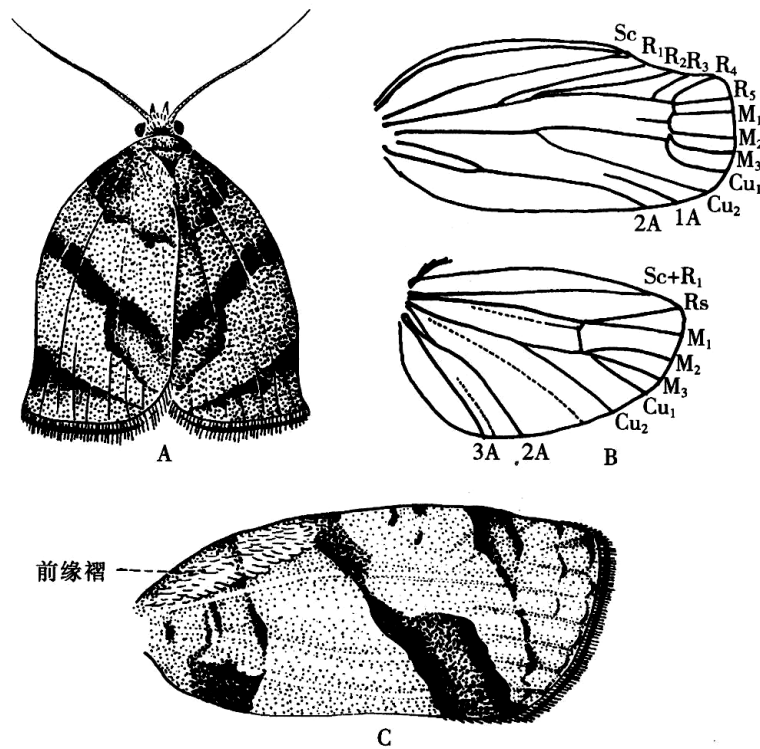 Sc R₁ R₂ R₃ R₄
R₅
M₁
M₂
M₃
Cu₁
Cu₂
1A
2A
Sc+R₁
Rs
M₁
M₂
M₃
Cu₁
Cu₂
3A 2A
A
B
前缘褶
C